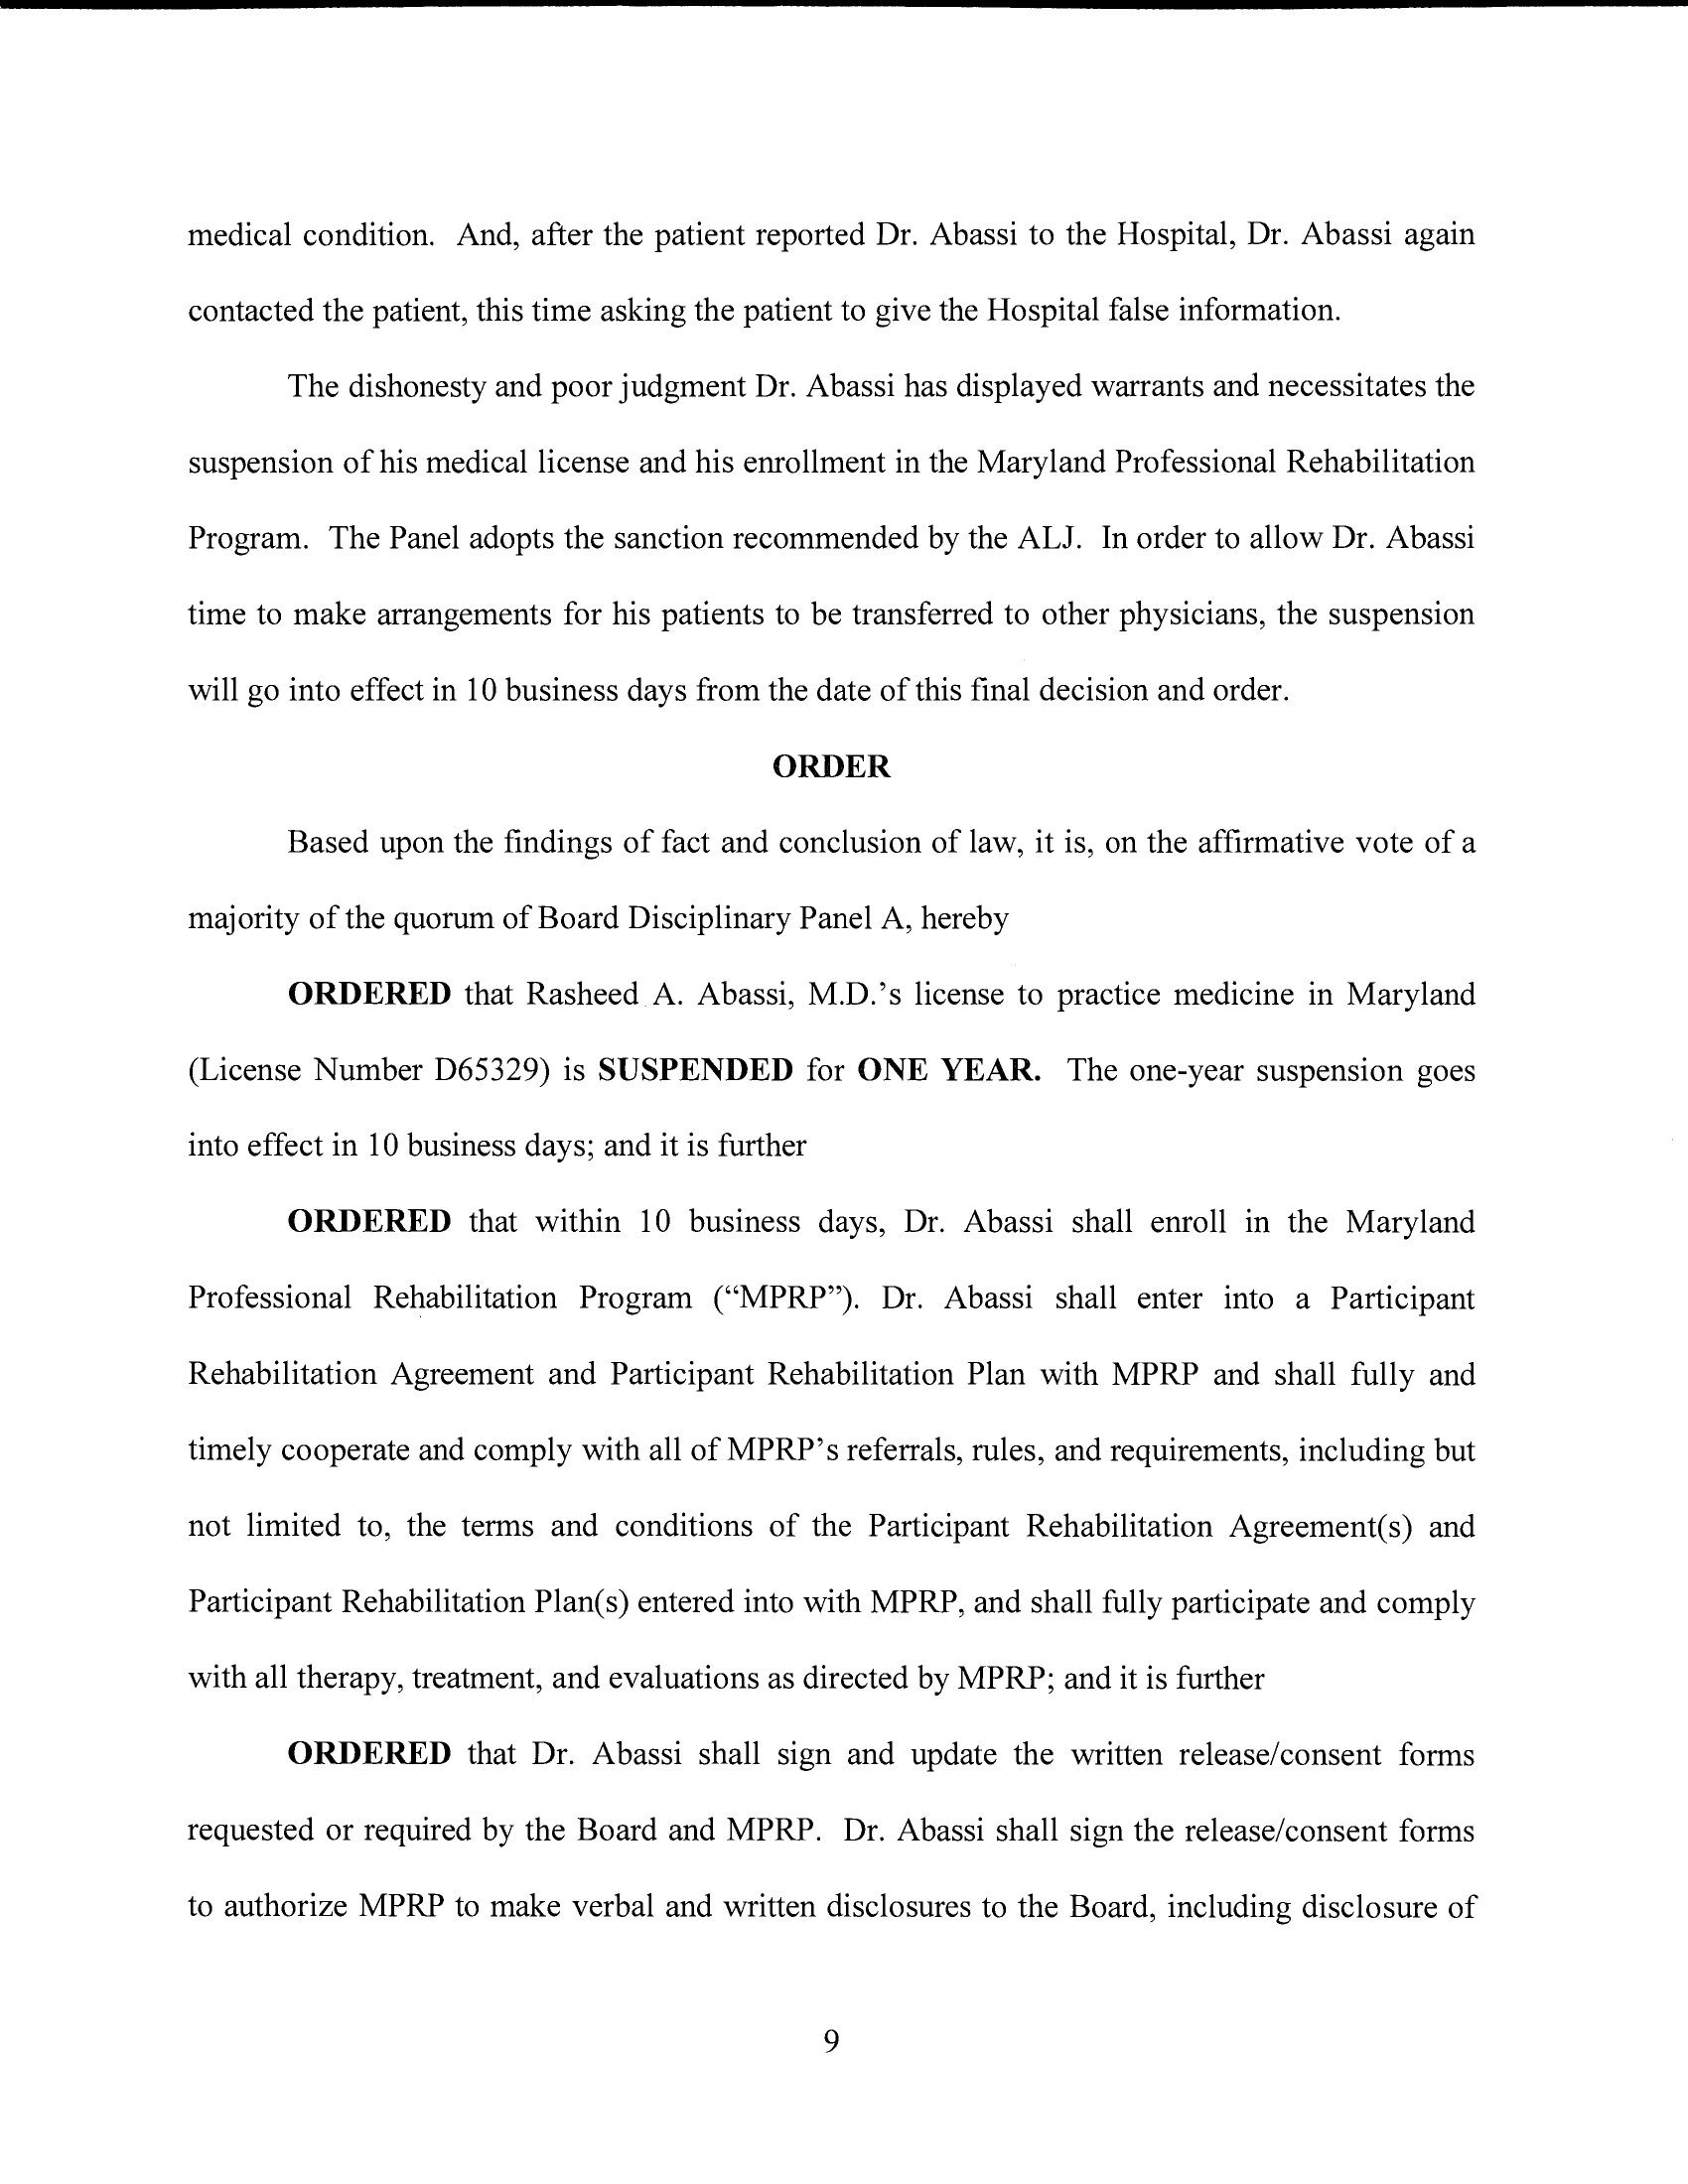 medical condition. And, after the patient reported Dr. Abassi to the Hospital, Dr. Abassi again
contacted the patient, this time asking the patient to give the Hospital false information.
The dishonesty and poor judgment Dr. Abassi has displayed warrants and necessitates the
suspension of his medical license and his enrollment in the Maryland Professional Rehabilitation
Program. The Panel adopts the sanction recommended by the ALJ. In order to allow Dr. Abassi
time to make arrangements for his patients to be transferred to other physicians, the suspension
will go into effect in 10 business days from the date of this final decision and order.
ORDER
Based upon the findings of fact and conclusion of law, it is, on the affirmative vote of a
majority of the quorum of Board Disciplinary Panel A, hereby
ORDERED that Rasheed A. Abassi, M.D.’s license to practice medicine in Maryland
(License Number D65329) is SUSPENDED for ONE YEAR. The one-year suspension goes
into effect in 10 business days; and it is further
ORDERED that within 10 business days, Dr. Abassi shall enroll in the Maryland
Professional Rehabilitation Program (“MPRP”). Dr. Abassi shall enter into a Participant
Rehabilitation Agreement and Participant Rehabilitation Plan with MPRP and shall fully and
timely cooperate and comply with all of MPRP’s referrals, rules, and requirements, including but
not limited to, the terms and conditions of the Participant Rehabilitation Agreement(s) and
Participant Rehabilitation Plan(s) entered into with MPRP, and shall fully participate and comply
with all therapy, treatment, and evaluations as directed by MPRP; and it is further
ORDERED that Dr. Abassi shall sign and update the written release/consent forms
requested or required by the Board and MPRP. Dr. Abassi shall sign the release/consent forms
to authorize MPRP to make verbal and written disclosures to the Board, including disclosure of
9